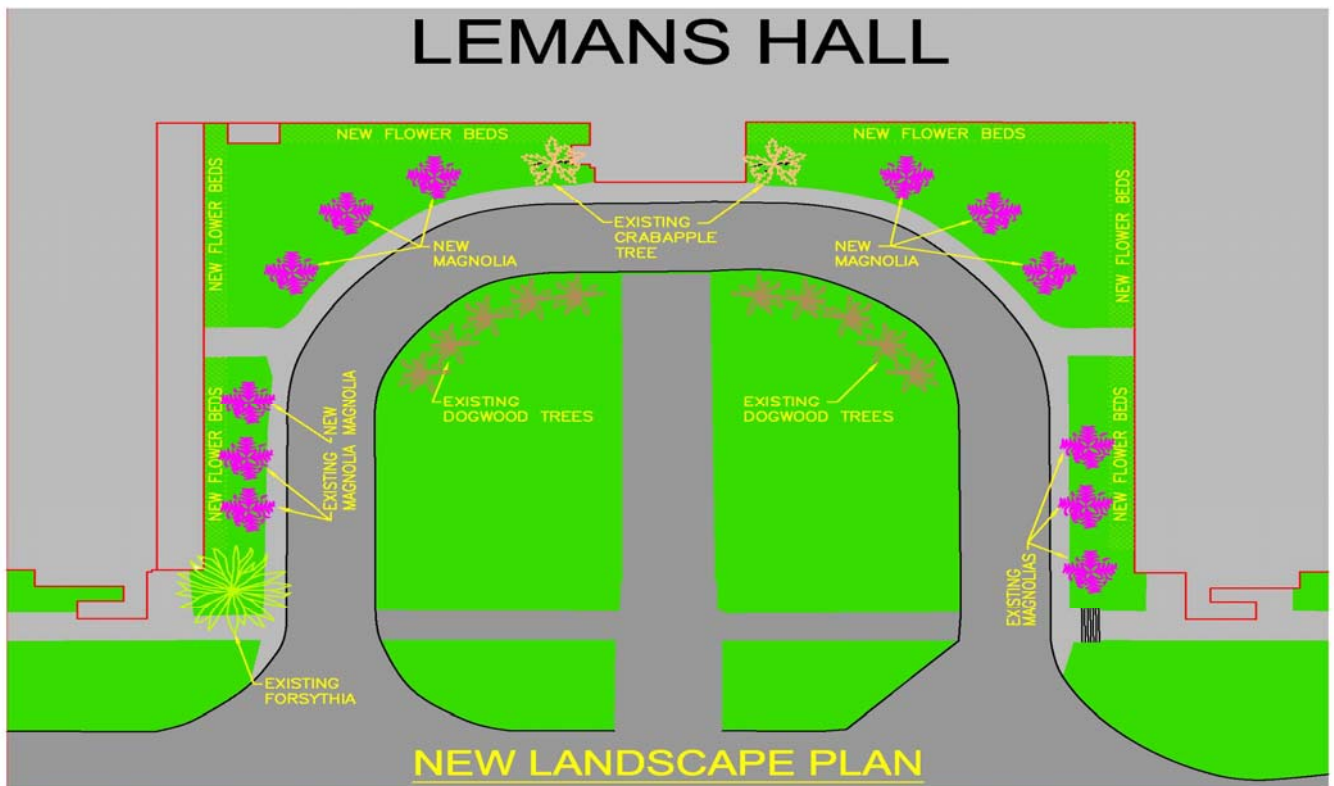 LEMANS HALL
NEW FLOWER BEDS
NEW FLOWER BEDS
NEW FLOWER BEDS
NEW FLOWER BEDS
EXISTING
CRABAPPLE
TREE
NEW
MAGNOLIA
NEW
MAGNOLIA
EXISTING
DOGWOOD TREES
EXISTING
DOGWOOD TREES
NEW FLOWER BEDS
NEW MAGNOLIA
EXISTING
MAGNOLIA
NEW FLOWER BEDS
EXISTING
MAGNOLIAS
EXISTING
FORSYTHIA
NEW LANDSCAPE PLAN